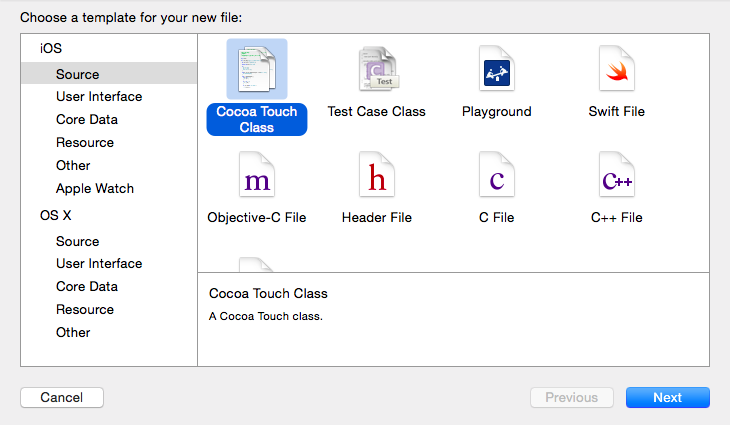 Choose a template for your new file:
iOS
Source
User Interface
Core Data
Resource
Other
Apple Watch
OS X
Source
User Interface
Core Data
Resource
Other
Cocoa Touch
Class
Test
Test Case Class
Playground
Swift File
m
Objective-C File
h
Header File
c
C File
C++
C++ File
Cocoa Touch Class
A Cocoa Touch class.
Cancel
Previous
Next